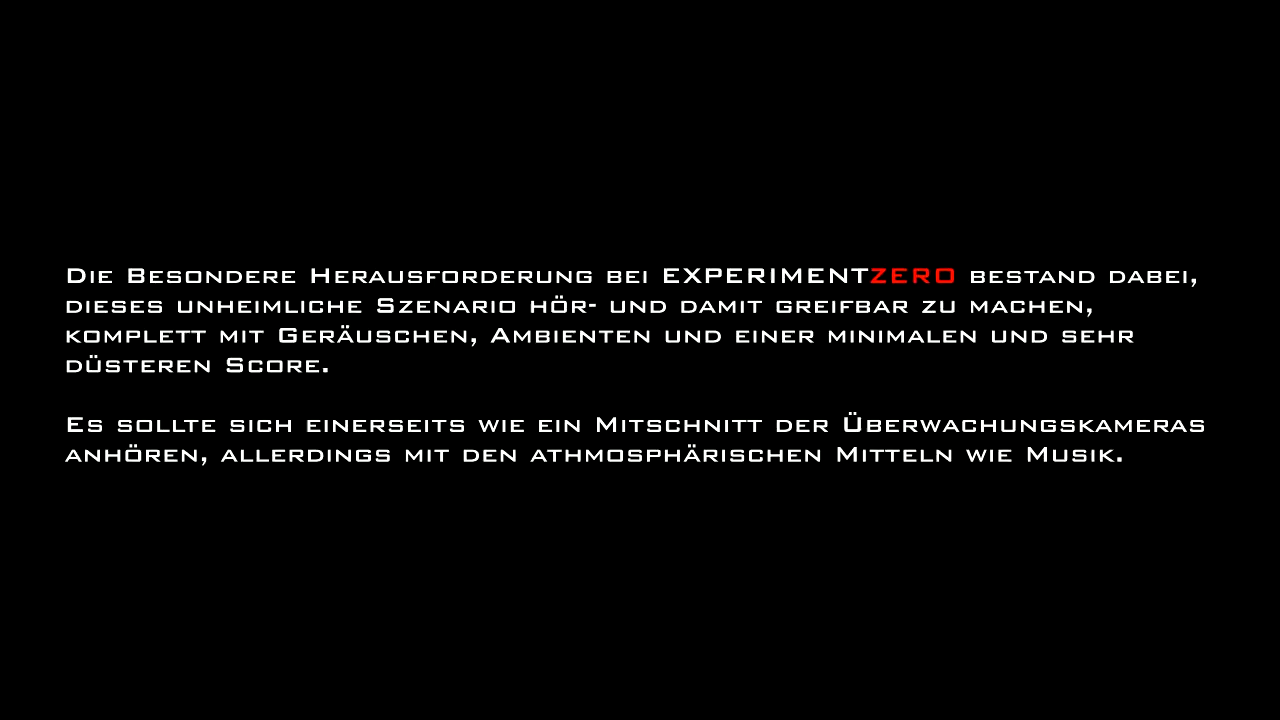 Die Besondere Herausforderung bei EXPERIMENTZERO bestand dabei,
dieses unheimliche Szenario hör- und damit greifbar zu machen,
komplett mit Geräuschen, Ambienten und einer minimalen und sehr
düsteren Score.
Es sollte sich einerseits wie ein Mitschnitt der Überwachungskameras
anhören, allerdings mit den athmosphärischen Mitteln wie Musik.